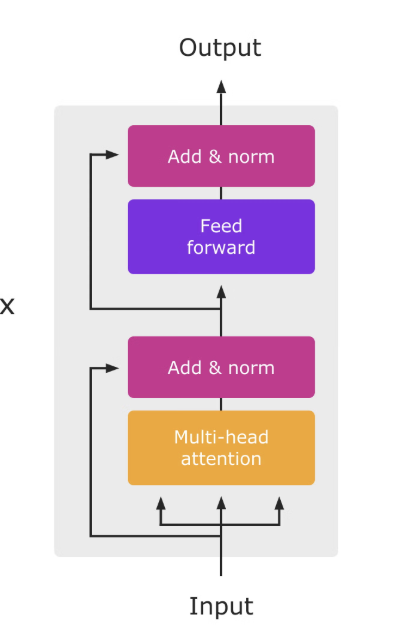 Output
Add & norm
Feed
forward
x
Add & norm
Multi-head
attention
Input